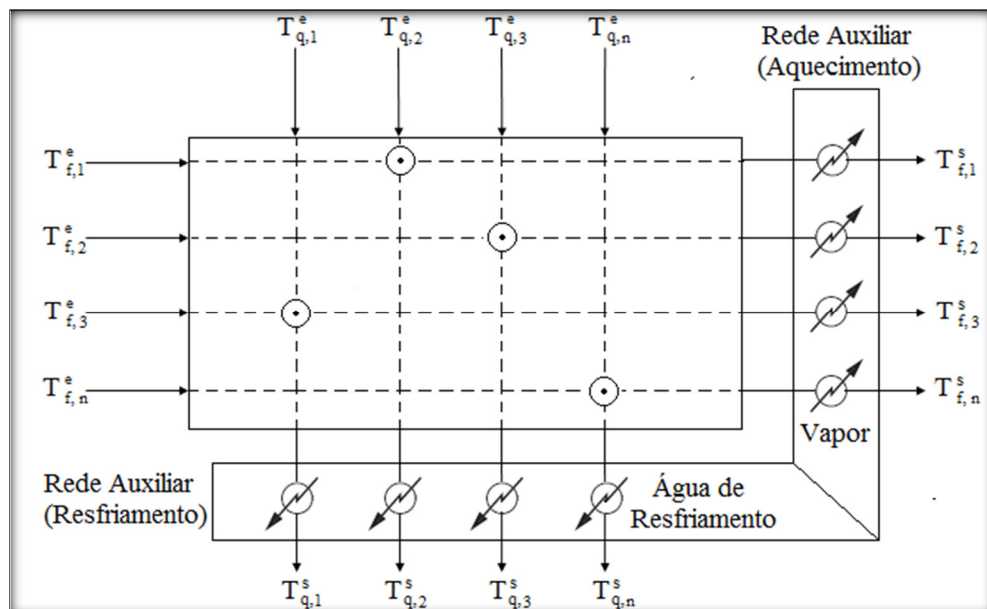 T^e_q,1 T^e_q,2 T^e_q,3 T^e_q,n
Rede Auxiliar
(Aquecimento)
T^e_f,1
T^s_f,1
T^e_f,2
T^s_f,2
T^e_f,3
T^s_f,3
T^e_f,n
T^s_f,n
Vapor
Rede Auxiliar
(Resfriamento)
Água de
Resfriamento
T^s_q,1 T^s_q,2 T^s_q,3 T^s_q,n